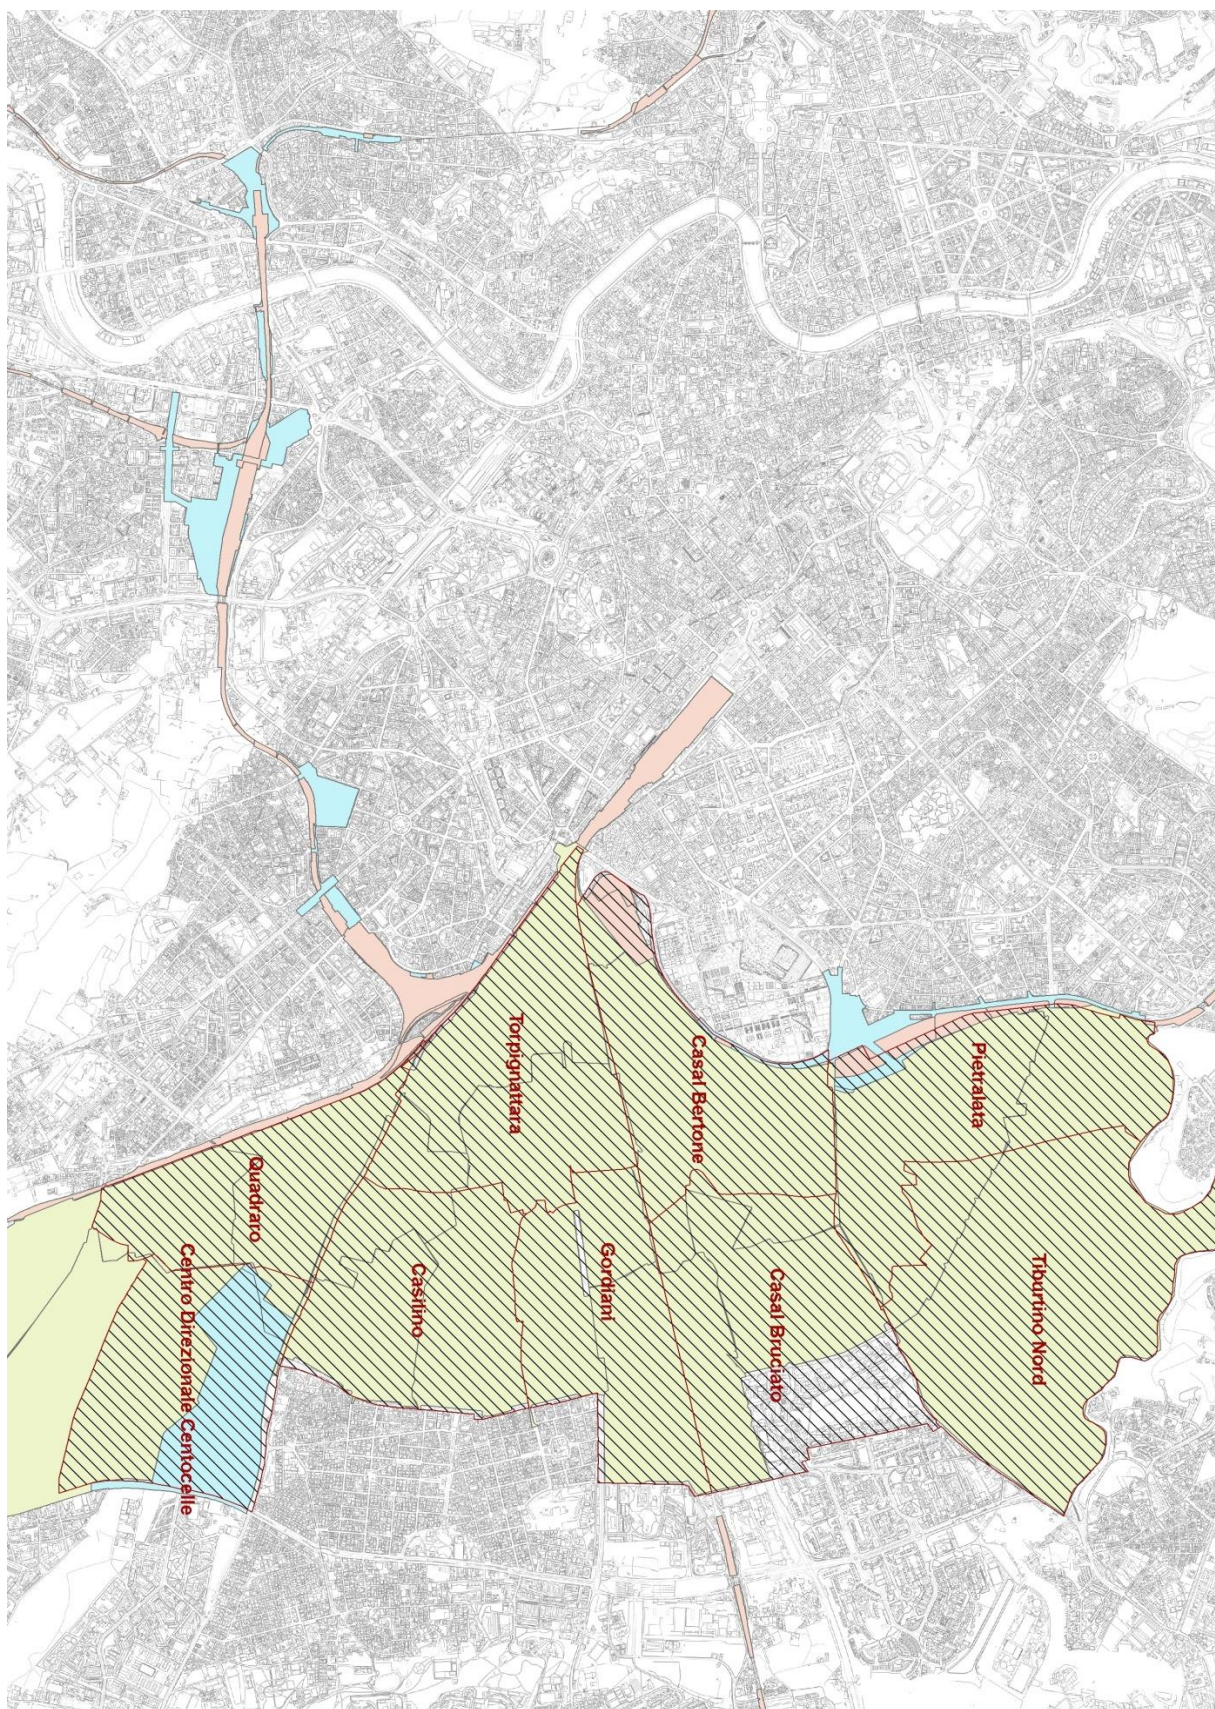 Pietralata
Tiburtino Nord
Casal Bertone
Casal Bruciato
Torpignattara
Gordiani
Casilino
Quadraro
Centro Direzionale Centocelle